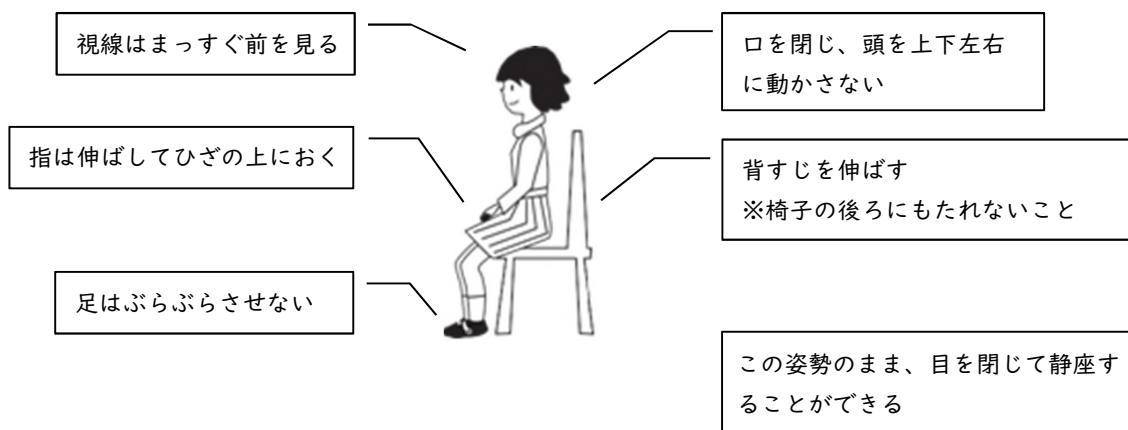 視線はまっすぐ前を見る
口を閉じ、頭を上下左右
に動かさない
指は伸ばしてひざの上におく
背すじを伸ばす
※椅子の後ろにもたれないこと
足はぶらぶらさせない
この姿勢のまま、目を閉じて静座す
ることができる